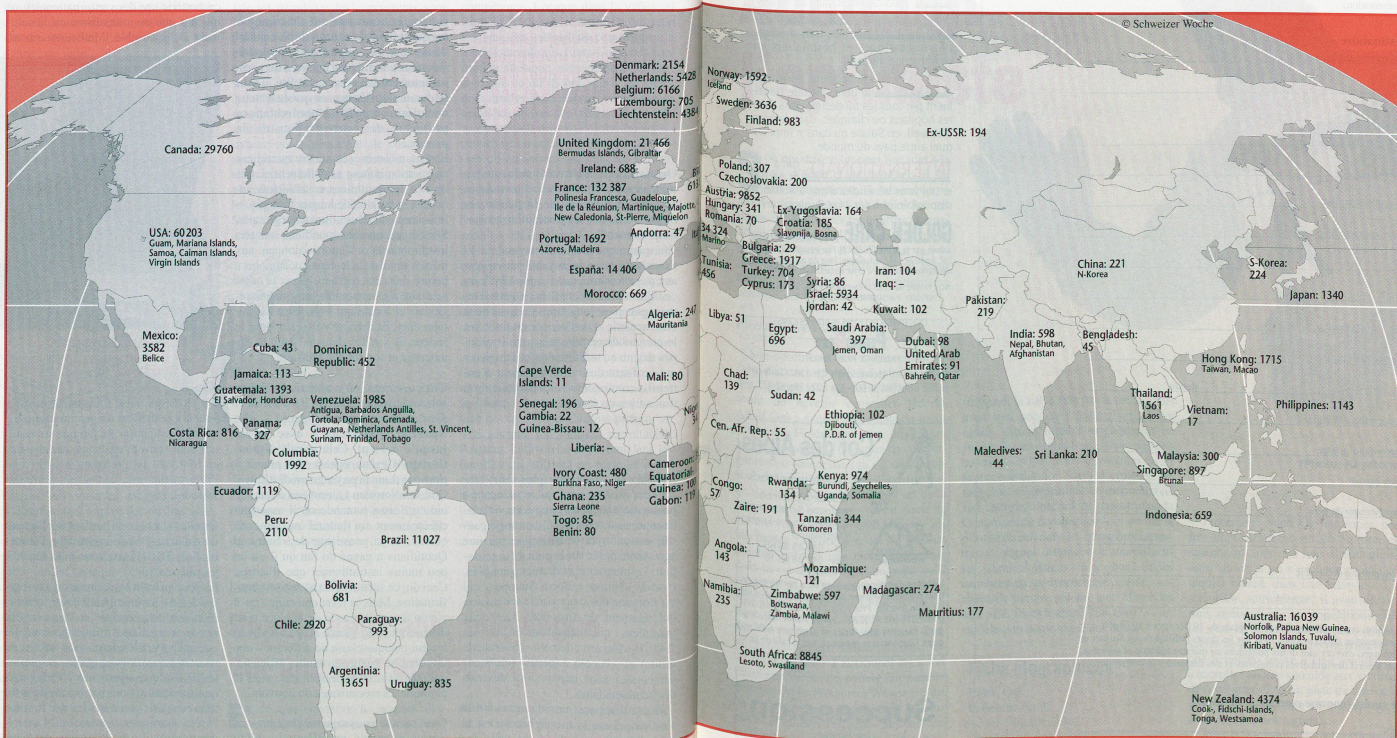 © Schweizer Woche
Denmark: 2154
Netherlands: 5428
Belgium: 6166
Luxembourg: 705
Liechtenstein: 4384
Norway: 1592
Iceland
Sweden: 3636
Finland: 983
Ex-USSR: 194
Canada: 29760
United Kingdom: 21 466
Bermudas Islands, Gibraltar
Ireland: 688
France: 132 387
Polinesia Francesca, Guadeloupe,
Ile de la Réunion, Martinique, Majotte,
New Caledonia, St-Pierre, Miquelon
Poland: 307
Czechoslovakia: 200
Austria: 9852
Hungary: 341
Romania: 70
Ex-Yugoslavia: 164
Croatia: 185
Slavonija, Bosna
34 324
Marino
USA: 60203
Guam, Mariana Islands,
Samoa, Caiman Islands,
Virgin Islands
Portugal: 1692
Azores, Madeira
Andorra: 47
España: 14 406
Morocco: 669
Bulgaria: 29
Greece: 1917
Turkey: 704
Cyprus: 173
Tunisia:
456
Syria: 86
Israel: 5934
Jordan: 42
Iran: 104
Iraq: –
Kuwait: 102
China: 221
N-Korea
S-Korea:
224
Japan: 1340
Pakistan:
219
Algeria: 247
Mauritania
Libya: 51
Egypt:
696
Saudi Arabia:
397
Jemen, Oman
Dubai: 98
United Arab
Emirates: 91
Bahrein, Qatar
India: 598
Nepal, Bhutan,
Afghanistan
Bengladesh:
45
Mexico:
3582
Belice
Cuba: 43
Dominican
Republic: 452
Jamaica: 113
Guatemala: 1393
El Salvador, Honduras
Venezuela: 1985
Antigua, Barbados Anguilla,
Tortola, Dominica, Grenada,
Guayana, Netherlands Antilles, St. Vincent,
Surinam, Trinidad, Tobago
Panama:
327
Costa Rica: 816
Nicaragua
Columbia:
1992
Ecuador: 1119
Peru:
2110
Brazil: 11027
Bolivia:
681
Paraguay:
993
Chile: 2920
Argentinia:
13651
Uruguay: 835
Cape Verde
Islands: 11
Mali: 80
Senegal: 196
Gambia: 22
Guinea-Bissau: 12
Liberia: –
Ivory Coast: 480
Burkina Faso, Niger
Ghana: 235
Sierra Leone
Togo: 85
Benin: 80
Cameroon:
Equatorial-
Guinea: 100
Gabon: 119
Chad:
139
Sudan: 42
Cen. Afr. Rep.: 55
Ethiopia: 102
Djibouti,
P.D.R. of Jemen
Congo:
57
Rwanda:
134
Kenya: 974
Burundi, Seychelles,
Uganda, Somalia
Zaire: 191
Tanzania: 344
Komoren
Angola:
143
Mozambique:
121
Namibia:
235
Zimbabwe: 597
Botswana,
Zambia, Malawi
Madagascar: 274
Mauritius: 177
South Africa: 8845
Lesoto, Swasiland
Maledives:
44
Sri Lanka: 210
Hong Kong: 1715
Taiwan, Macao
Thailand:
1561
Laos
Vietnam:
17
Philippines: 1143
Malaysia: 300
Singapore: 897
Brunai
Indonesia: 659
Australia: 16039
Norfolk, Papua New Guinea,
Solomon Islands, Tuvalu,
Kiribati, Vanuatu
New Zealand: 4374
Cook-, Fidschi-Islands,
Tonga, Westsamoa